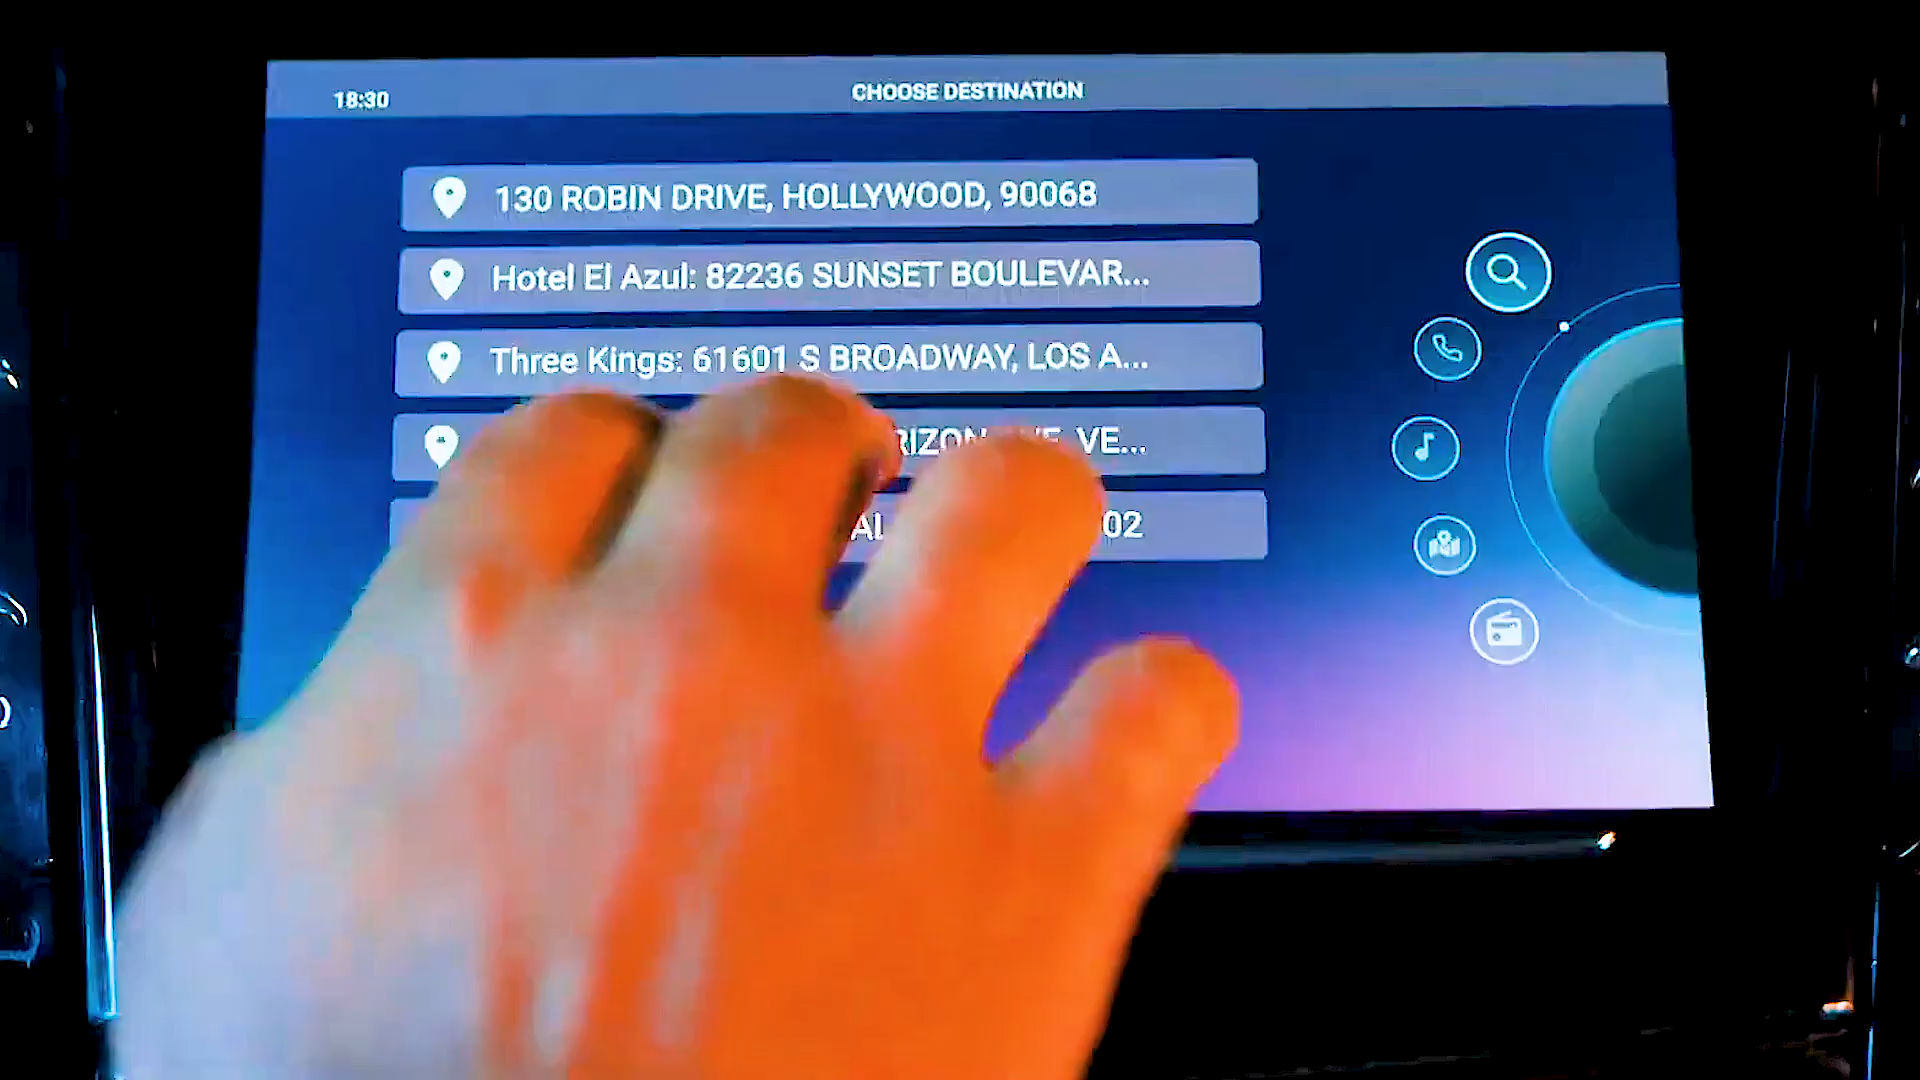 18:30
CHOOSE DESTINATION
130 ROBIN DRIVE, HOLLYWOOD, 90068
Hotel El Azul: 82236 SUNSET BOULEVAR...
Three Kings: 61601 S BROADWAY, LOS A...
VE...
02